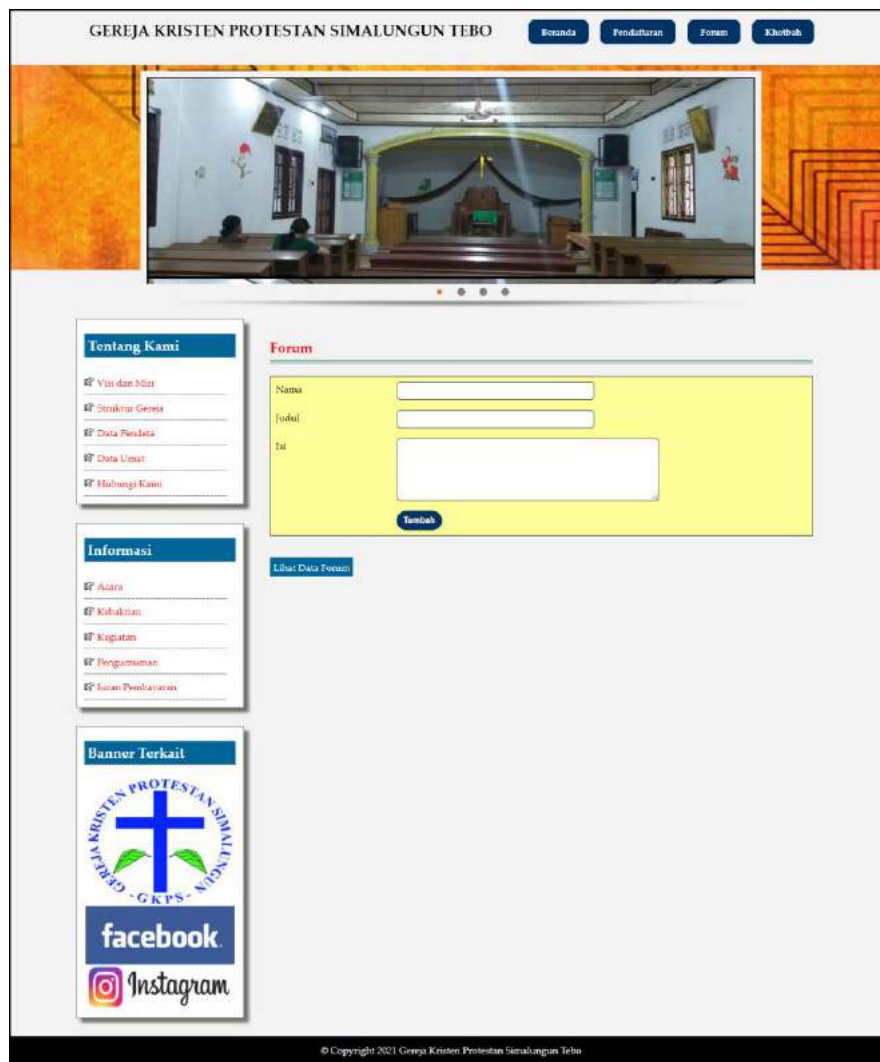 GEREJA KRISTEN PROTESTAN SIMALUNGUN TEBO
Beranda
Pendaftaran
Forum
Khotbah
Tentang Kami
Visi dan Misi
Struktur Gereja
Data Pendeta
Data Umat
Hubungi Kami
Forum
Nama
Judul
Isi
Tambah
Lihat Data Forum
Informasi
Acara
Kebaktian
Kegiatan
Pengumuman
Iuran Pembayaran
Banner Terkait
GEREJA KRISTEN PROTESTAN SIMALUNGUN
-GKPS-
facebook.
Instagram
© Copyright 2021 Gereja Kristen Protestan Simalungun Tebo